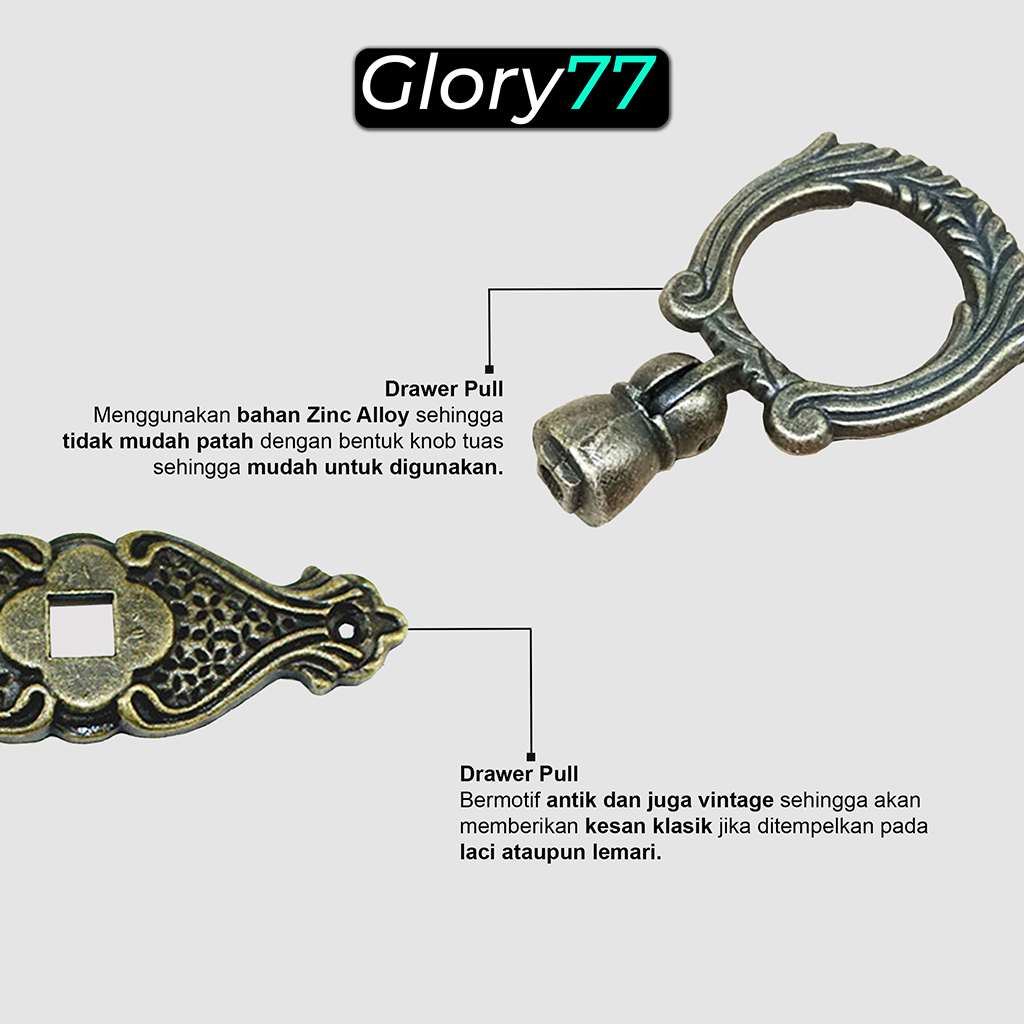 Glory77
Drawer Pull
Menggunakan bahan Zinc Alloy sehingga
tidak mudah patah dengan bentuk knob tuas
sehingga mudah untuk digunakan.
Drawer Pull
Bermotif antik dan juga vintage sehingga akan
memberikan kesan klasik jika ditempelkan pada
laci ataupun lemari.